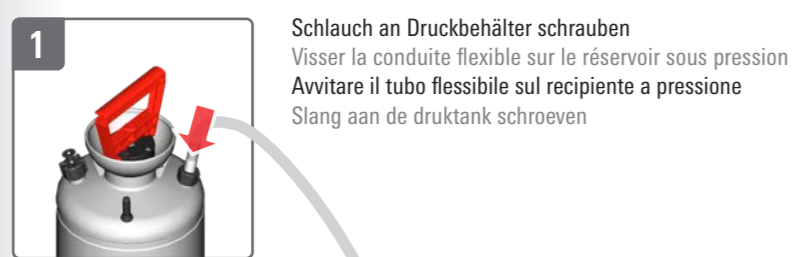 1
Schlauch an Druckbehälter schrauben
Visser la conduite flexible sur le réservoir sous pression
Avvitare il tubo flessibile sul recipiente a pressione
Slang aan de druktank schroeven